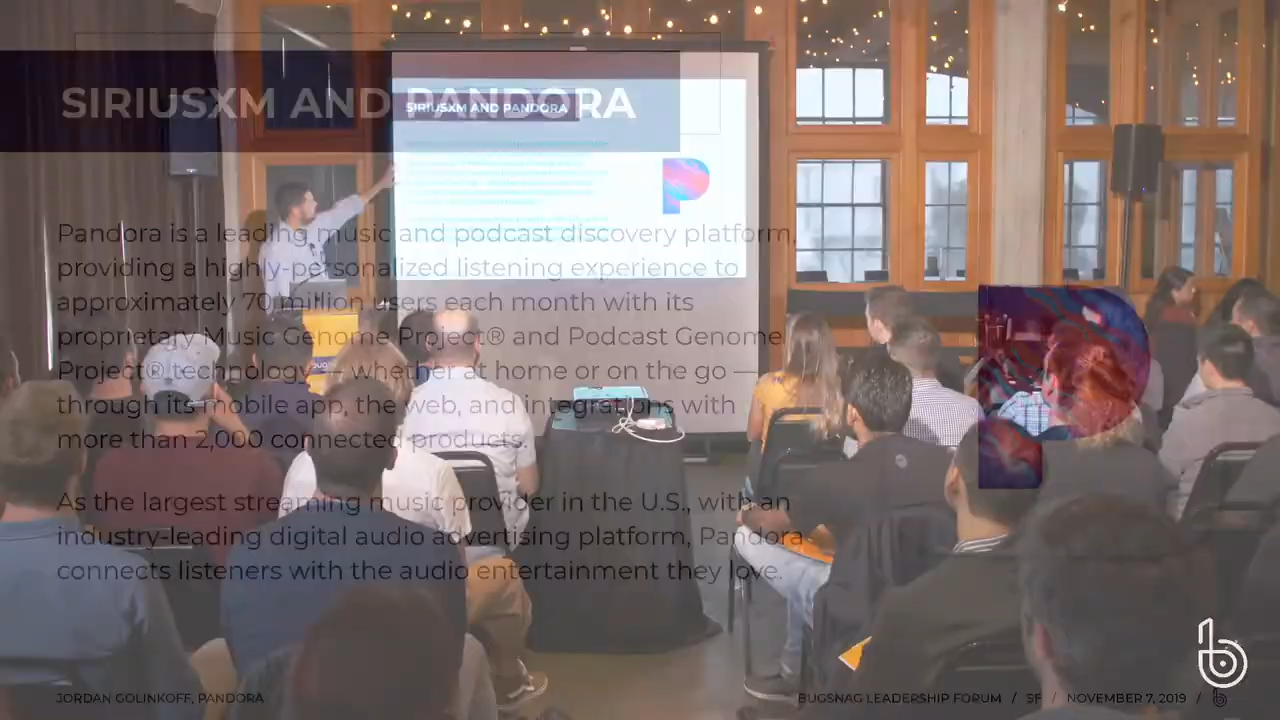 SIRIUSXM AND PANDORA
SIRIUSXM AND PANDORA
Pandora is a leading music and podcast discovery platform,
providing a highly-personalized listening experience to
approximately 70 million users each month with its
proprietary Music Genome Project® and Podcast Genome
Project® technology — whether at home or on the go —
through its mobile app, the web, and integrations with
more than 2,000 connected products.
As the largest streaming music provider in the U.S., with an
industry-leading digital audio advertising platform, Pandora
connects listeners with the audio entertainment they love.
JORDAN GOLINKOFF, PANDORA
BUGSNAG LEADERSHIP FORUM / SF / NOVEMBER 7, 2019 /